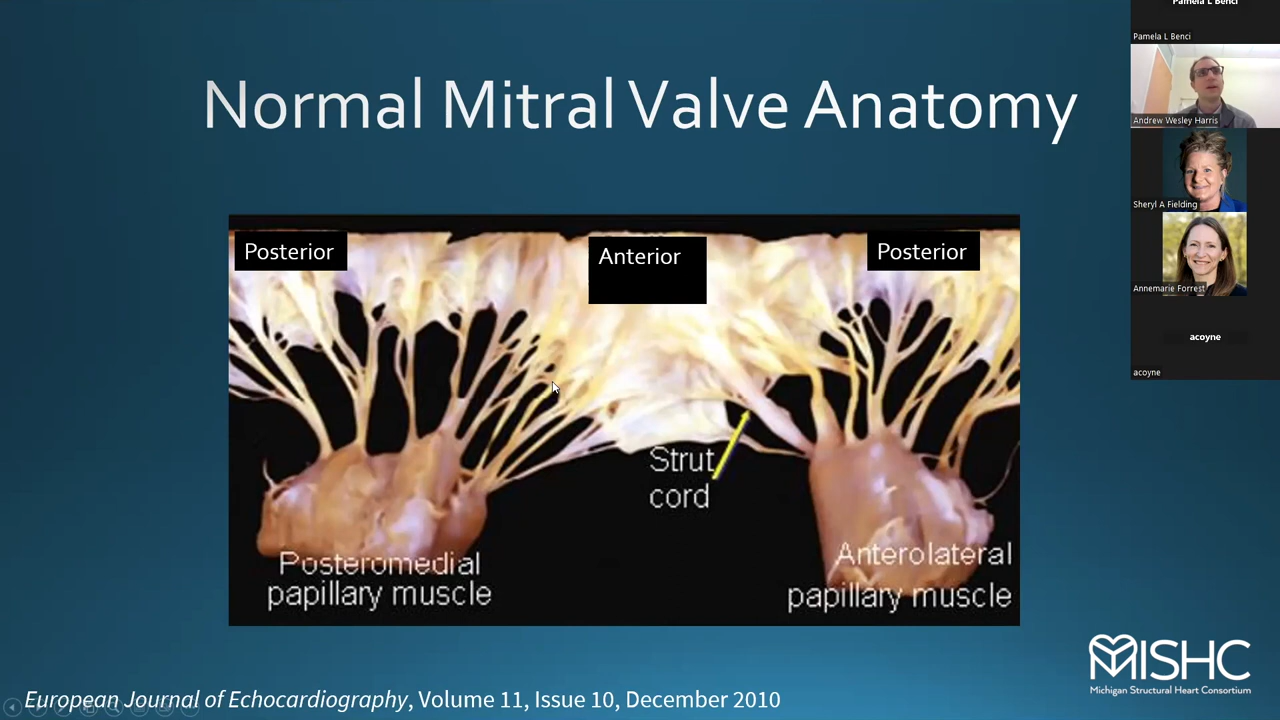 Normal Mitral Valve Anatomy
Posterior
Anterior
Posterior
Strut
cord
Posteromedial
papillary muscle
Anterolateral
papillary muscle
European Journal of Echocardiography, Volume 11, Issue 10, December 2010
MISHC
Michigan Structural Heart Consortium
Pamela L Benci
Pamela L Benci
Andrew Wesley Harris
Sheryl A Fielding
Annemarie Forrest
acoyne
acoyne